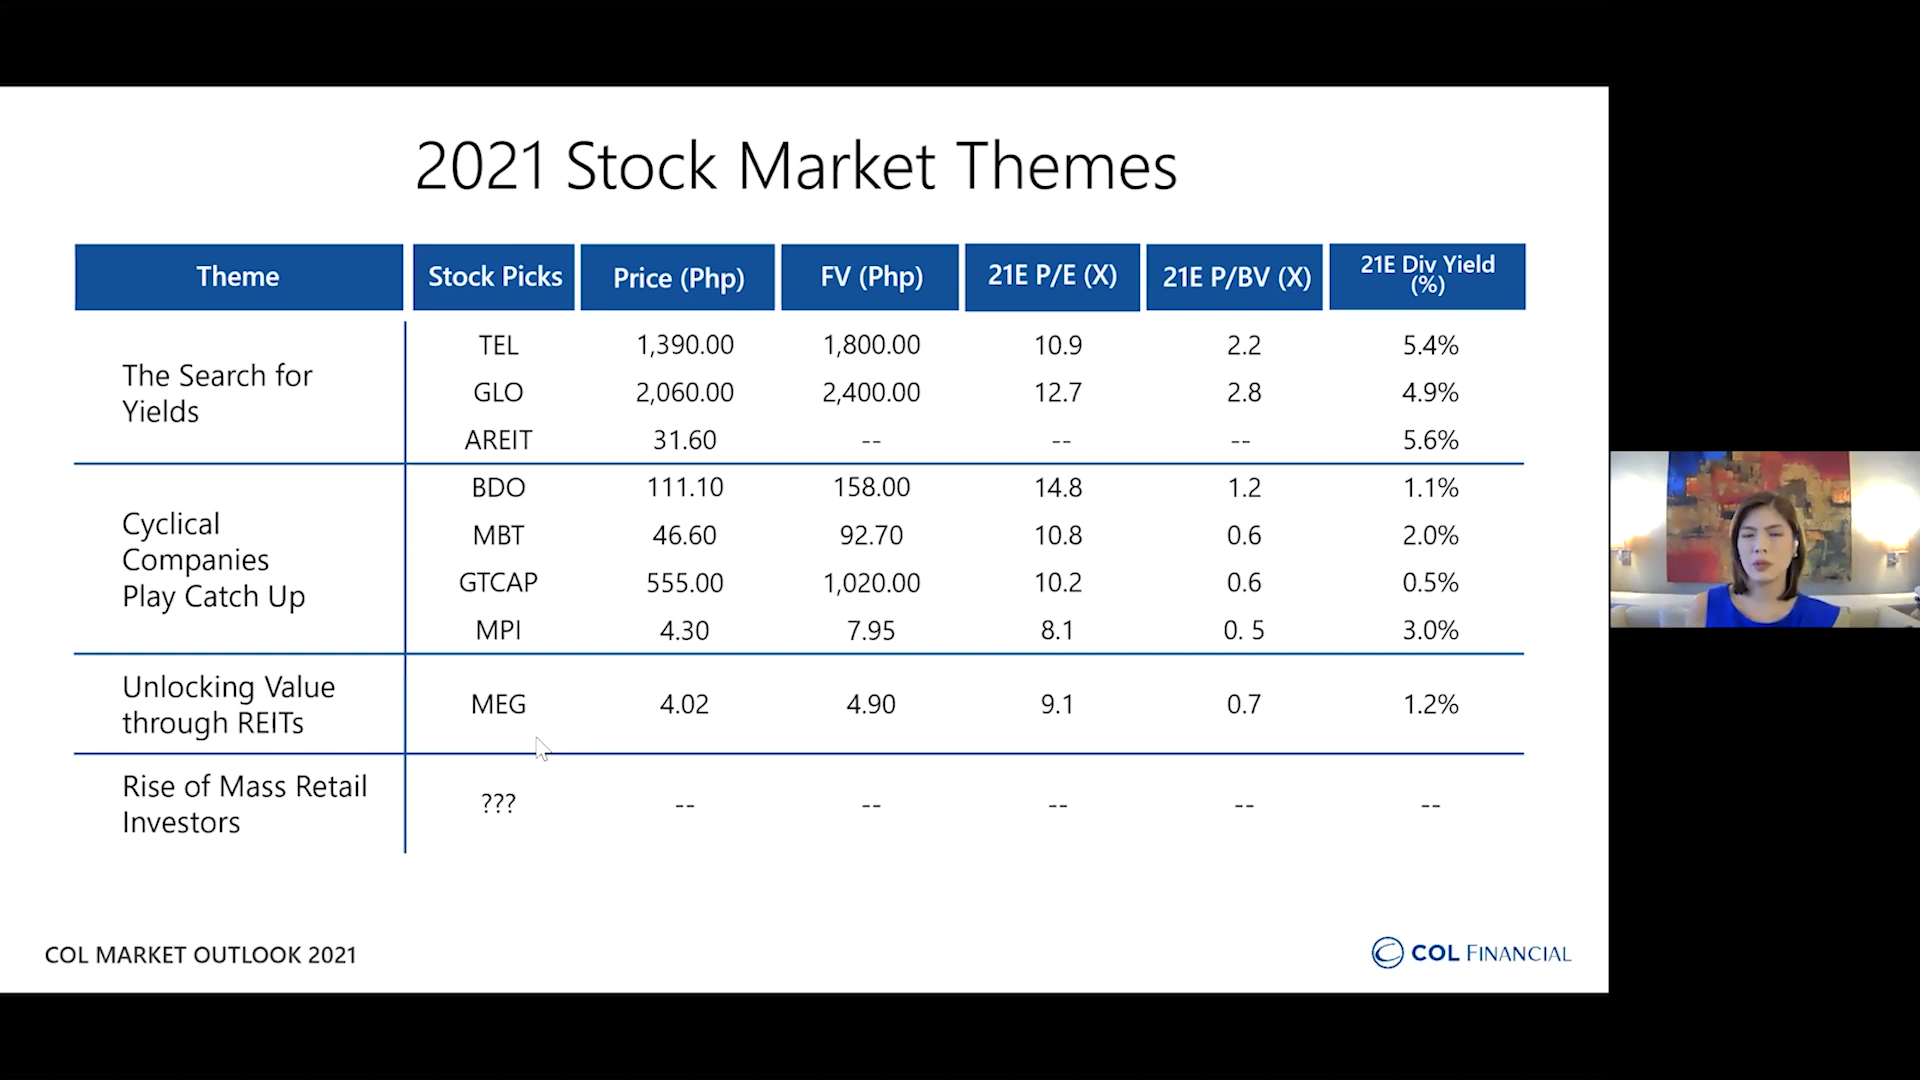 2021 Stock Market Themes
Theme Stock Picks Price (Php) FV (Php) 21E P/E (X) 21E P/BV (X) 21E Div Yield (%)
The Search for
Yields
TEL 1,390.00 1,800.00 10.9 2.2 5.4%
GLO 2,060.00 2,400.00 12.7 2.8 4.9%
AREIT 31.60 -- -- -- 5.6%
Cyclical
Companies
Play Catch Up
BDO 111.10 158.00 14.8 1.2 1.1%
MBT 46.60 92.70 10.8 0.6 2.0%
GTCAP 555.00 1,020.00 10.2 0.6 0.5%
MPI 4.30 7.95 8.1 0. 5 3.0%
Unlocking Value
through REITs
MEG 4.02 4.90 9.1 0.7 1.2%
Rise of Mass Retail
Investors
??? -- -- -- -- --
COL MARKET OUTLOOK 2021
COL FINANCIAL